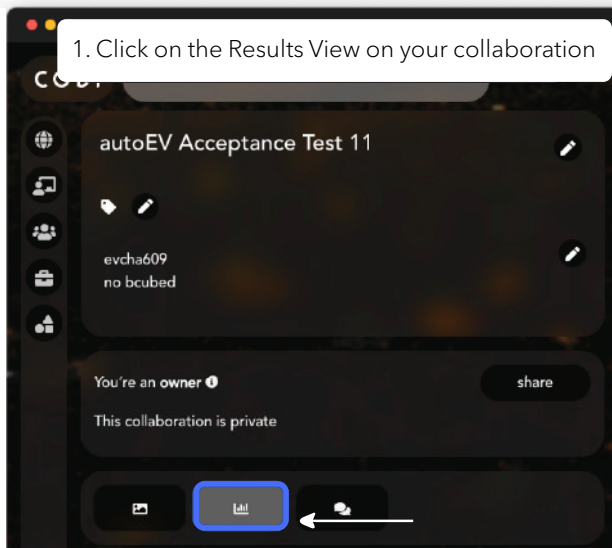 1. Click on the Results View on your collaboration
autoEV Acceptance Test 11
evcha609
no bcubed
You're an owner
share
This collaboration is private